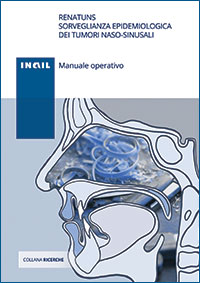 RENATUNS
SORVEGLIANZA EPIDEMIOLOGICA
DEI TUMORI NASO-SINUSALI
INAIL
Manuale operativo
COLLANA RICERCHE